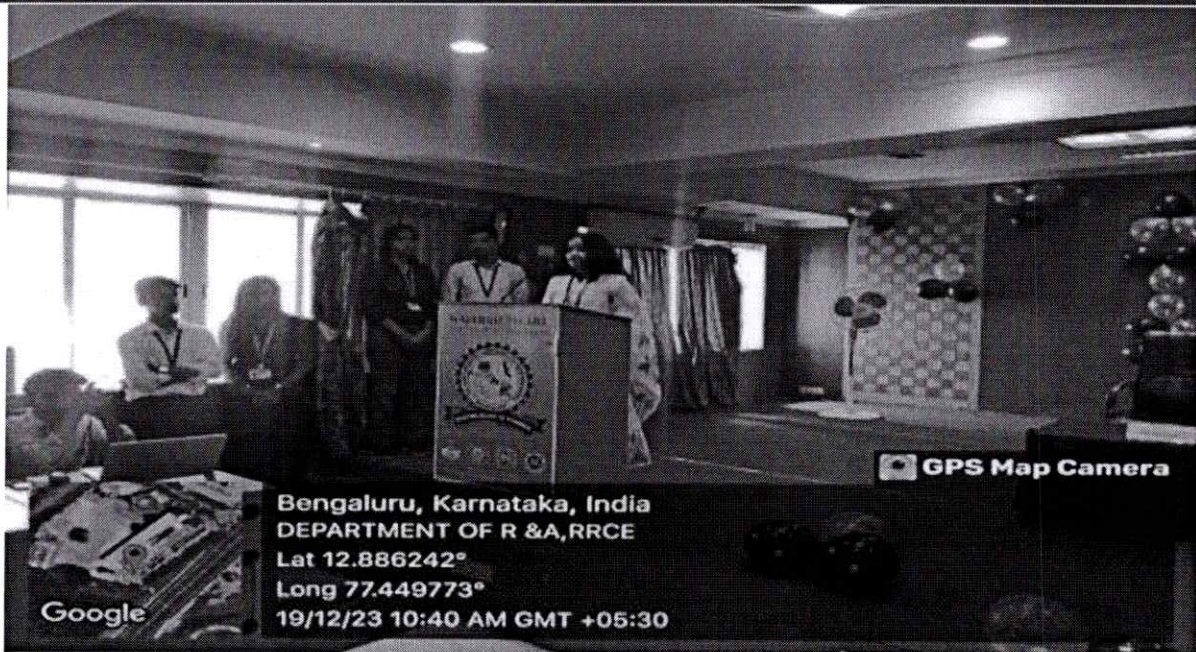 GPS Map Camera
Bengaluru, Karnataka, India
DEPARTMENT OF R &A,RRCE
Lat 12.886242°
Long 77.449773°
19/12/23 10:40 AM GMT +05:30
Google